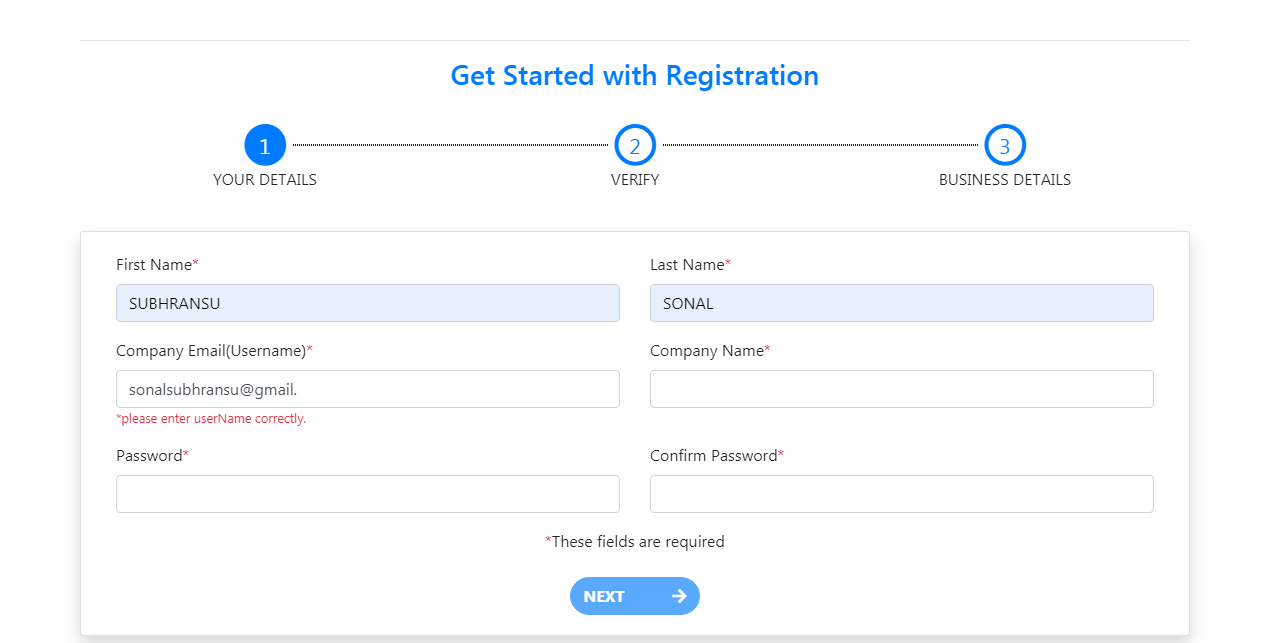 Get Started with Registration
1 2 3
YOUR DETAILS VERIFY BUSINESS DETAILS
First Name* Last Name*
SUBHRANSU SONAL
Company Email(Username)* Company Name*
sonalsubhransu@gmail.
*please enter userName correctly.
Password* Confirm Password*
*These fields are required
NEXT